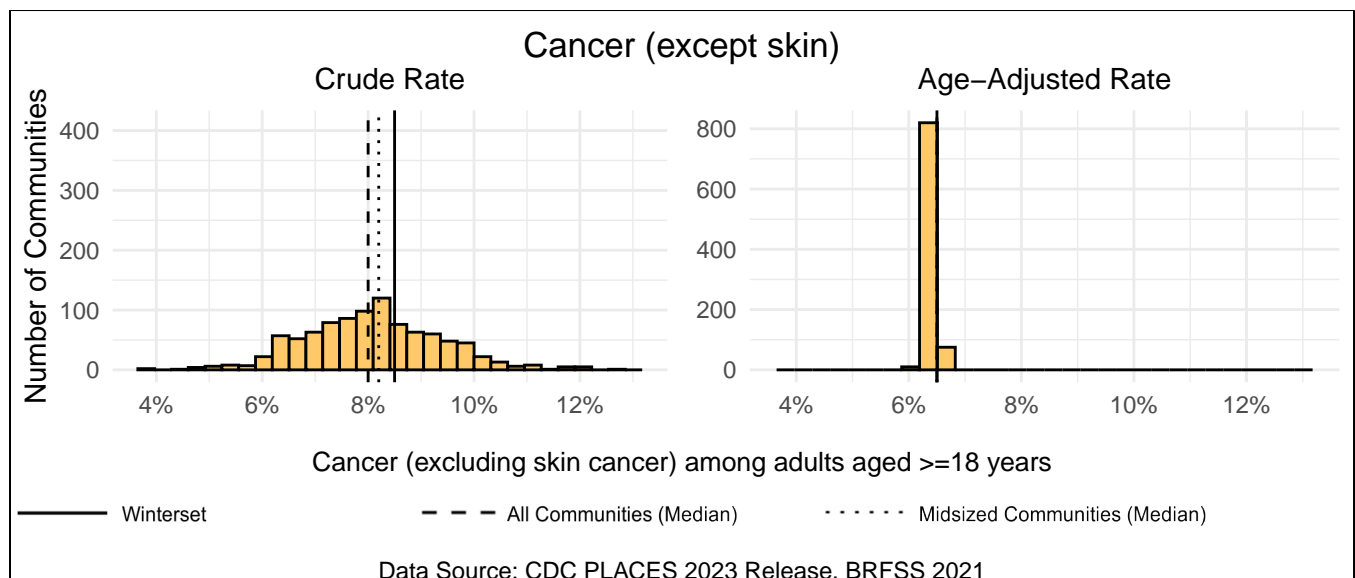 Cancer (except skin)
Crude Rate
Age−Adjusted Rate
Number of Communities
400
300
200
100
0
4%
6%
8%
10%
12%
800
600
400
200
0
4%
6%
8%
10%
12%
Cancer (excluding skin cancer) among adults aged >=18 years
Winterset
All Communities (Median)
Midsized Communities (Median)
Data Source: CDC PLACES 2023 Release, BRFSS 2021